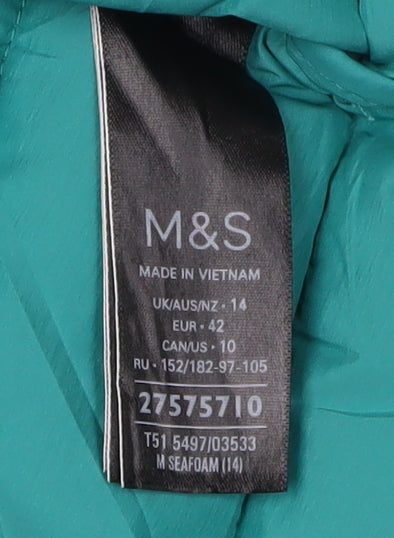 M&S
MADE IN VIETNAM
UK/AUS/NZ • 14
EUR • 42
CAN/US • 10
RU • 152/182-97-105
27575710
T51 5497/03533
M SEAFOAM (14)